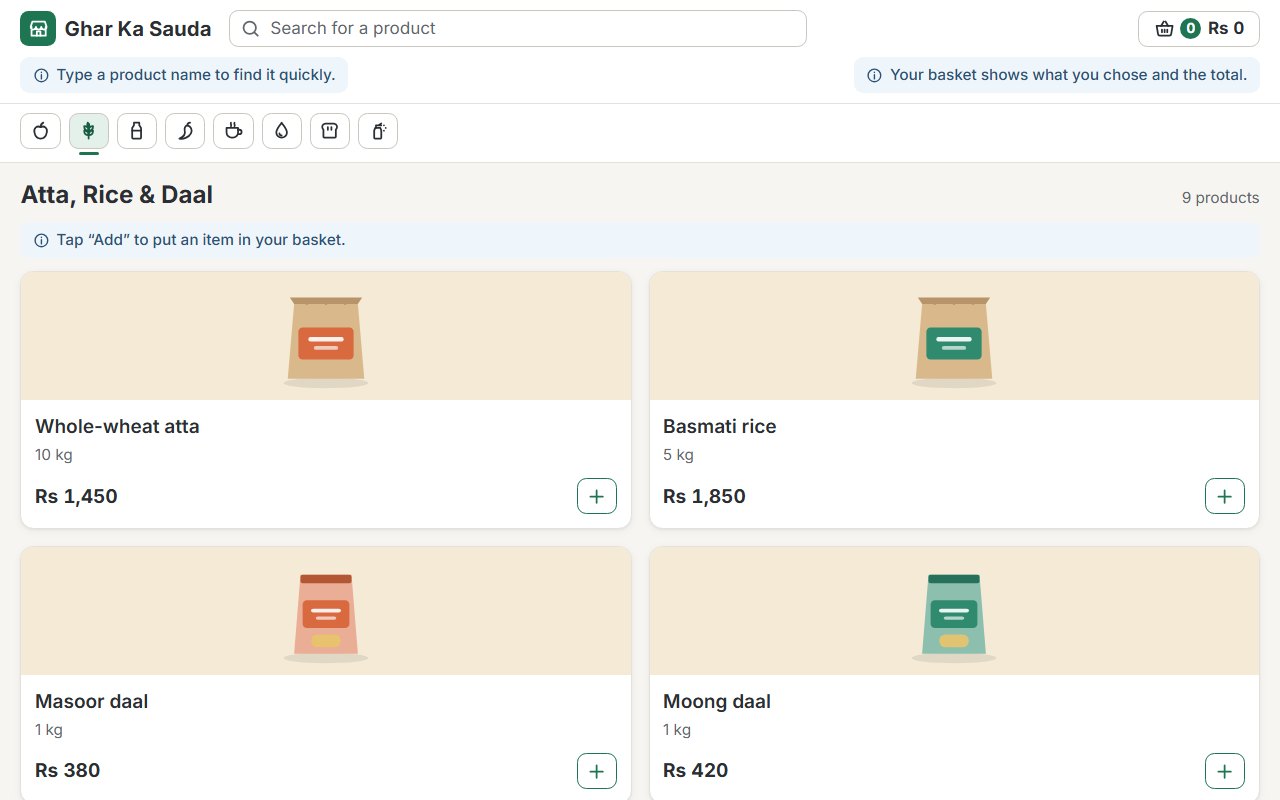 Ghar Ka Sauda
Search for a product
0 Rs 0
Type a product name to find it quickly.
Your basket shows what you chose and the total.
Atta, Rice & Daal
9 products
Tap “Add” to put an item in your basket.
Whole-wheat atta
10 kg
Rs 1,450
Basmati rice
5 kg
Rs 1,850
Masoor daal
1 kg
Rs 380
Moong daal
1 kg
Rs 420